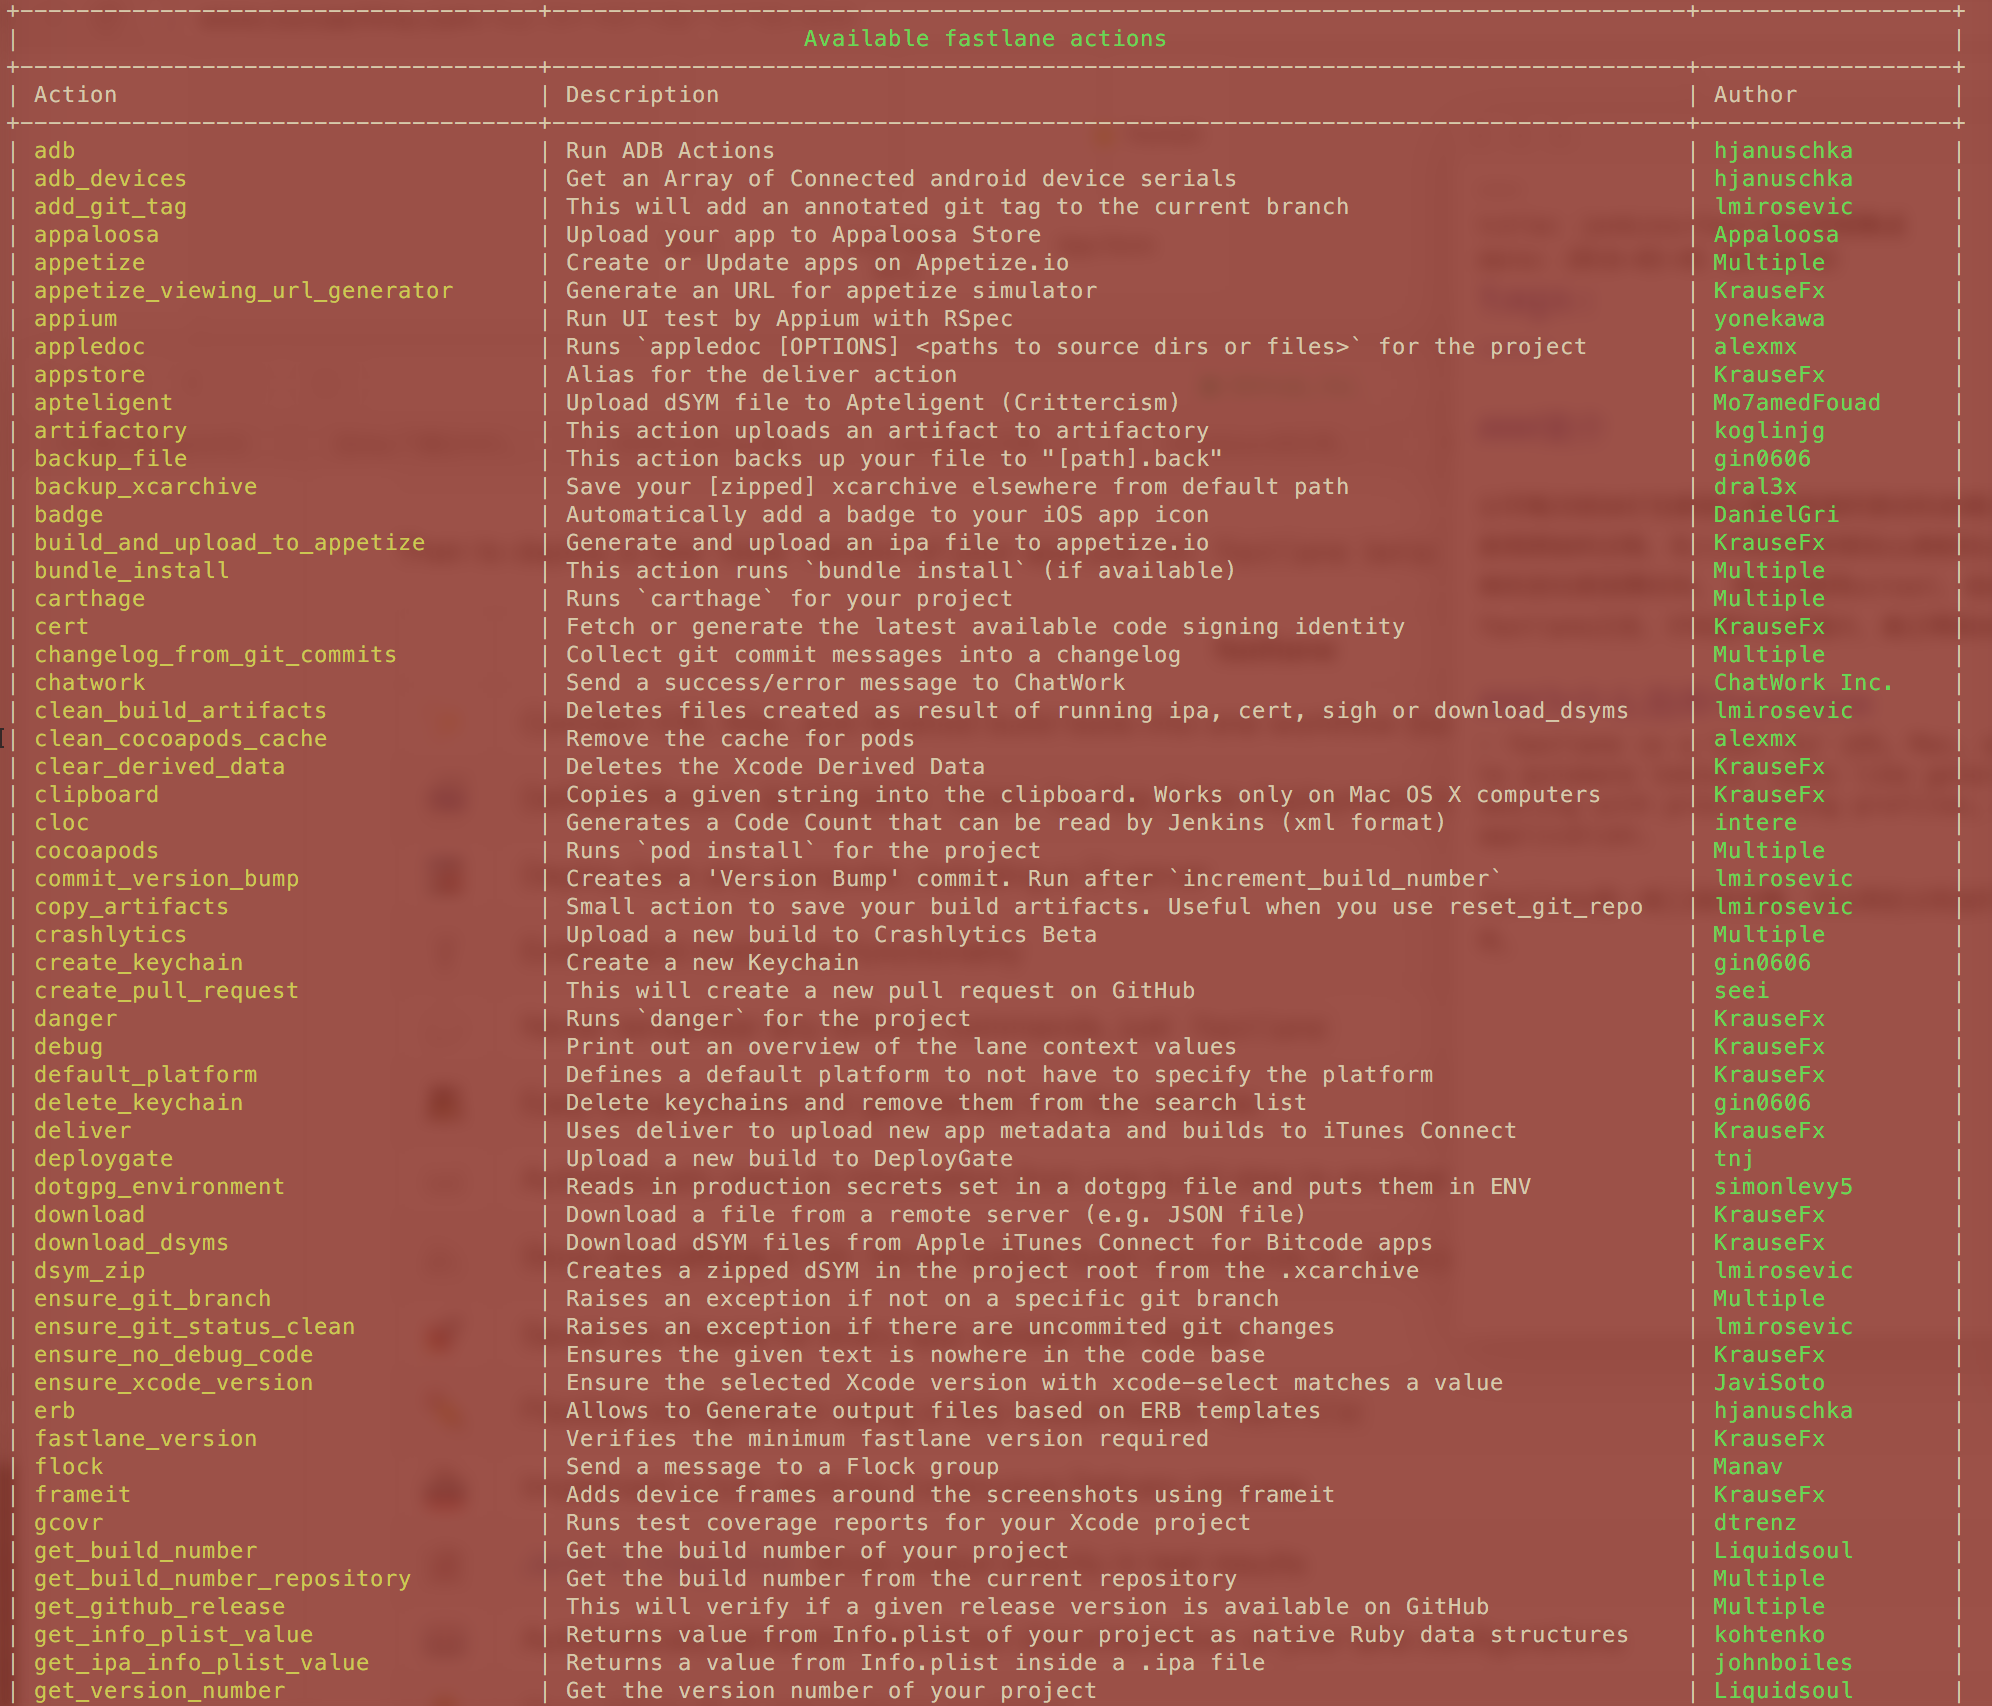 Available fastlane actions
Action | Description | Author
adb | Run ADB Actions | hjanuschka
adb_devices | Get an Array of Connected android device serials | hjanuschka
add_git_tag | This will add an annotated git tag to the current branch | lmirosevic
appaloosa | Upload your app to Appaloosa Store | Appaloosa
appetize | Create or Update apps on Appetize.io | Multiple
appetize_viewing_url_generator | Generate an URL for appetize simulator | KrauseFx
appium | Run UI test by Appium with RSpec | yonekawa
appledoc | Runs `appledoc [OPTIONS] <paths to source dirs or files>` for the project | alexmx
appstore | Alias for the deliver action | KrauseFx
apteligent | Upload dSYM file to Apteligent (Crittercism) | Mo7amedFouad
artifactory | This action uploads an artifact to artifactory | koglinjg
backup_file | This action backs up your file to "[path].back" | gin0606
backup_xcarchive | Save your [zipped] xcarchive elsewhere from default path | dral3x
badge | Automatically add a badge to your iOS app icon | DanielGri
build_and_upload_to_appetize | Generate and upload an ipa file to appetize.io | KrauseFx
bundle_install | This action runs `bundle install` (if available) | Multiple
carthage | Runs `carthage` for your project | Multiple
cert | Fetch or generate the latest available code signing identity | KrauseFx
changelog_from_git_commits | Collect git commit messages into a changelog | Multiple
chatwork | Send a success/error message to ChatWork | ChatWork Inc.
clean_build_artifacts | Deletes files created as result of running ipa, cert, sigh or download_dsyms | lmirosevic
clean_cocoapods_cache | Remove the cache for pods | alexmx
clear_derived_data | Deletes the Xcode Derived Data | KrauseFx
clipboard | Copies a given string into the clipboard. Works only on Mac OS X computers | KrauseFx
cloc | Generates a Code Count that can be read by Jenkins (xml format) | intere
cocoapods | Runs `pod install` for the project | Multiple
commit_version_bump | Creates a 'Version Bump' commit. Run after `increment_build_number` | lmirosevic
copy_artifacts | Small action to save your build artifacts. Useful when you use reset_git_repo | lmirosevic
crashlytics | Upload a new build to Crashlytics Beta | Multiple
create_keychain | Create a new Keychain | gin0606
create_pull_request | This will create a new pull request on GitHub | seei
danger | Runs `danger` for the project | KrauseFx
debug | Print out an overview of the lane context values | KrauseFx
default_platform | Defines a default platform to not have to specify the platform | KrauseFx
delete_keychain | Delete keychains and remove them from the search list | gin0606
deliver | Uses deliver to upload new app metadata and builds to iTunes Connect | KrauseFx
deploygate | Upload a new build to DeployGate | tnj
dotgpg_environment | Reads in production secrets set in a dotgpg file and puts them in ENV | simonlevy5
download | Download a file from a remote server (e.g. JSON file) | KrauseFx
download_dsyms | Download dSYM files from Apple iTunes Connect for Bitcode apps | KrauseFx
dsym_zip | Creates a zipped dSYM in the project root from the .xcarchive | lmirosevic
ensure_git_branch | Raises an exception if not on a specific git branch | Multiple
ensure_git_status_clean | Raises an exception if there are uncommited git changes | lmirosevic
ensure_no_debug_code | Ensures the given text is nowhere in the code base | KrauseFx
ensure_xcode_version | Ensure the selected Xcode version with xcode-select matches a value | JaviSoto
erb | Allows to Generate output files based on ERB templates | hjanuschka
fastlane_version | Verifies the minimum fastlane version required | KrauseFx
flock | Send a message to a Flock group | Manav
frameit | Adds device frames around the screenshots using frameit | KrauseFx
gcovr | Runs test coverage reports for your Xcode project | dtrenz
get_build_number | Get the build number of your project | Liquidsoul
get_build_number_repository | Get the build number from the current repository | Multiple
get_github_release | This will verify if a given release version is available on GitHub | Multiple
get_info_plist_value | Returns value from Info.plist of your project as native Ruby data structures | kohtenko
get_ipa_info_plist_value | Returns a value from Info.plist inside a .ipa file | johnboiles
get_version_number | Get the version number of your project | Liquidsoul